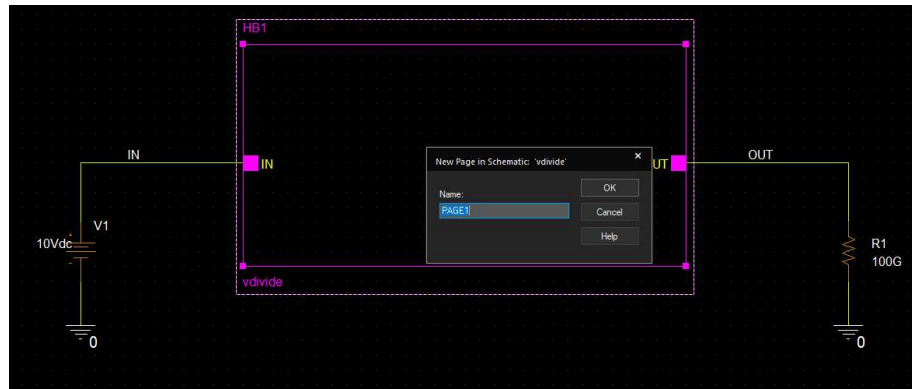 HB1
IN
IN
New Page in Schematic: 'vdivide'
×
UT
OUT
Name:
PAGE1
OK
Cancel
Help
V1
10Vdc
R1
100G
vdivide
0
0